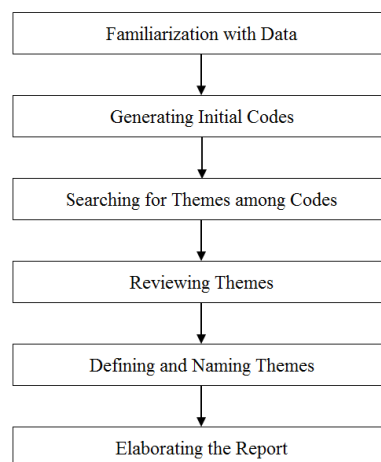 Familiarization with Data
Generating Initial Codes
Searching for Themes among Codes
Reviewing Themes
Defining and Naming Themes
Elaborating the Report